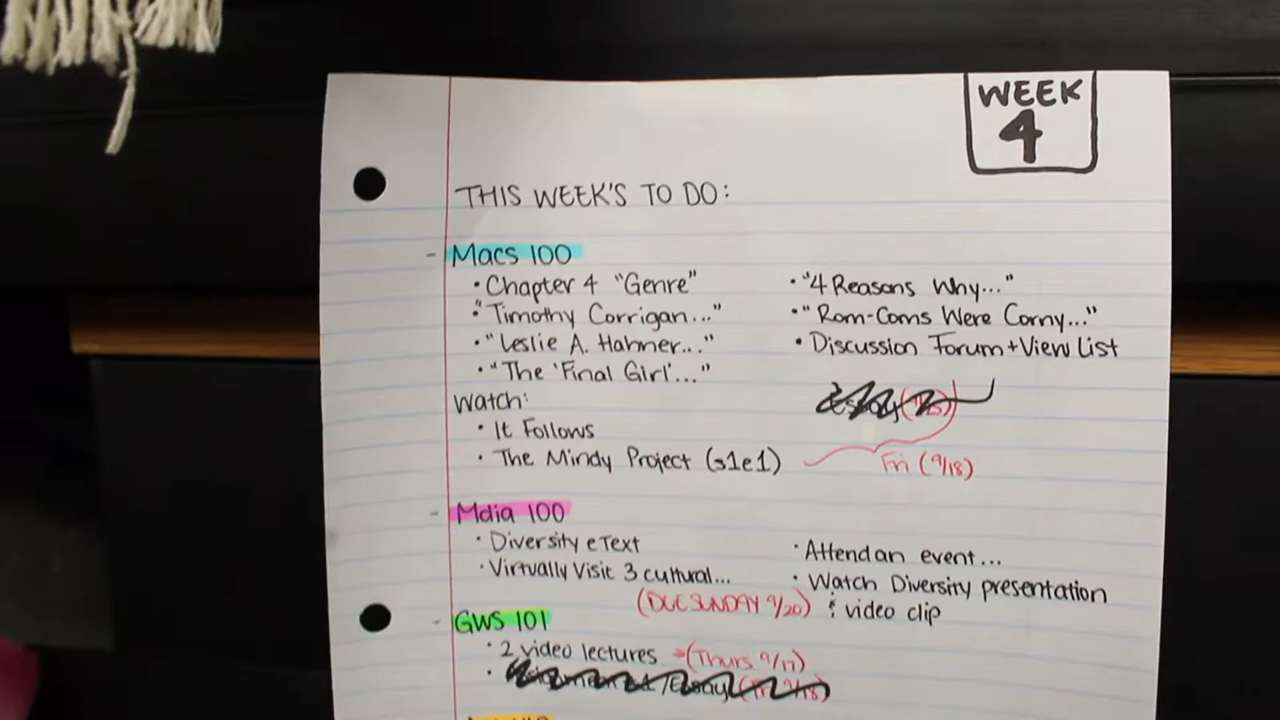 WEEK
4
THIS WEEK'S TO DO:
- Macs 100
• Chapter 4 "Genre"
• "Timothy Corrigan..."
• "Leslie A. Hahner..."
• "The 'Final Girl'..."
• "4 Reasons Why..."
• "Rom-Coms Were Corny..."
• Discussion Forum + View List
Watch:
• It Follows
• The Mindy Project (s1e1)
Fri (9/18)
- Mdia 100
• Diversity eText
• Virtually Visit 3 cultural...
• Attend an event...
• Watch Diversity presentation
& video clip
(DUE SUNDAY 9/20)
- GWS 101
• 2 video lectures → (Thurs 9/17)